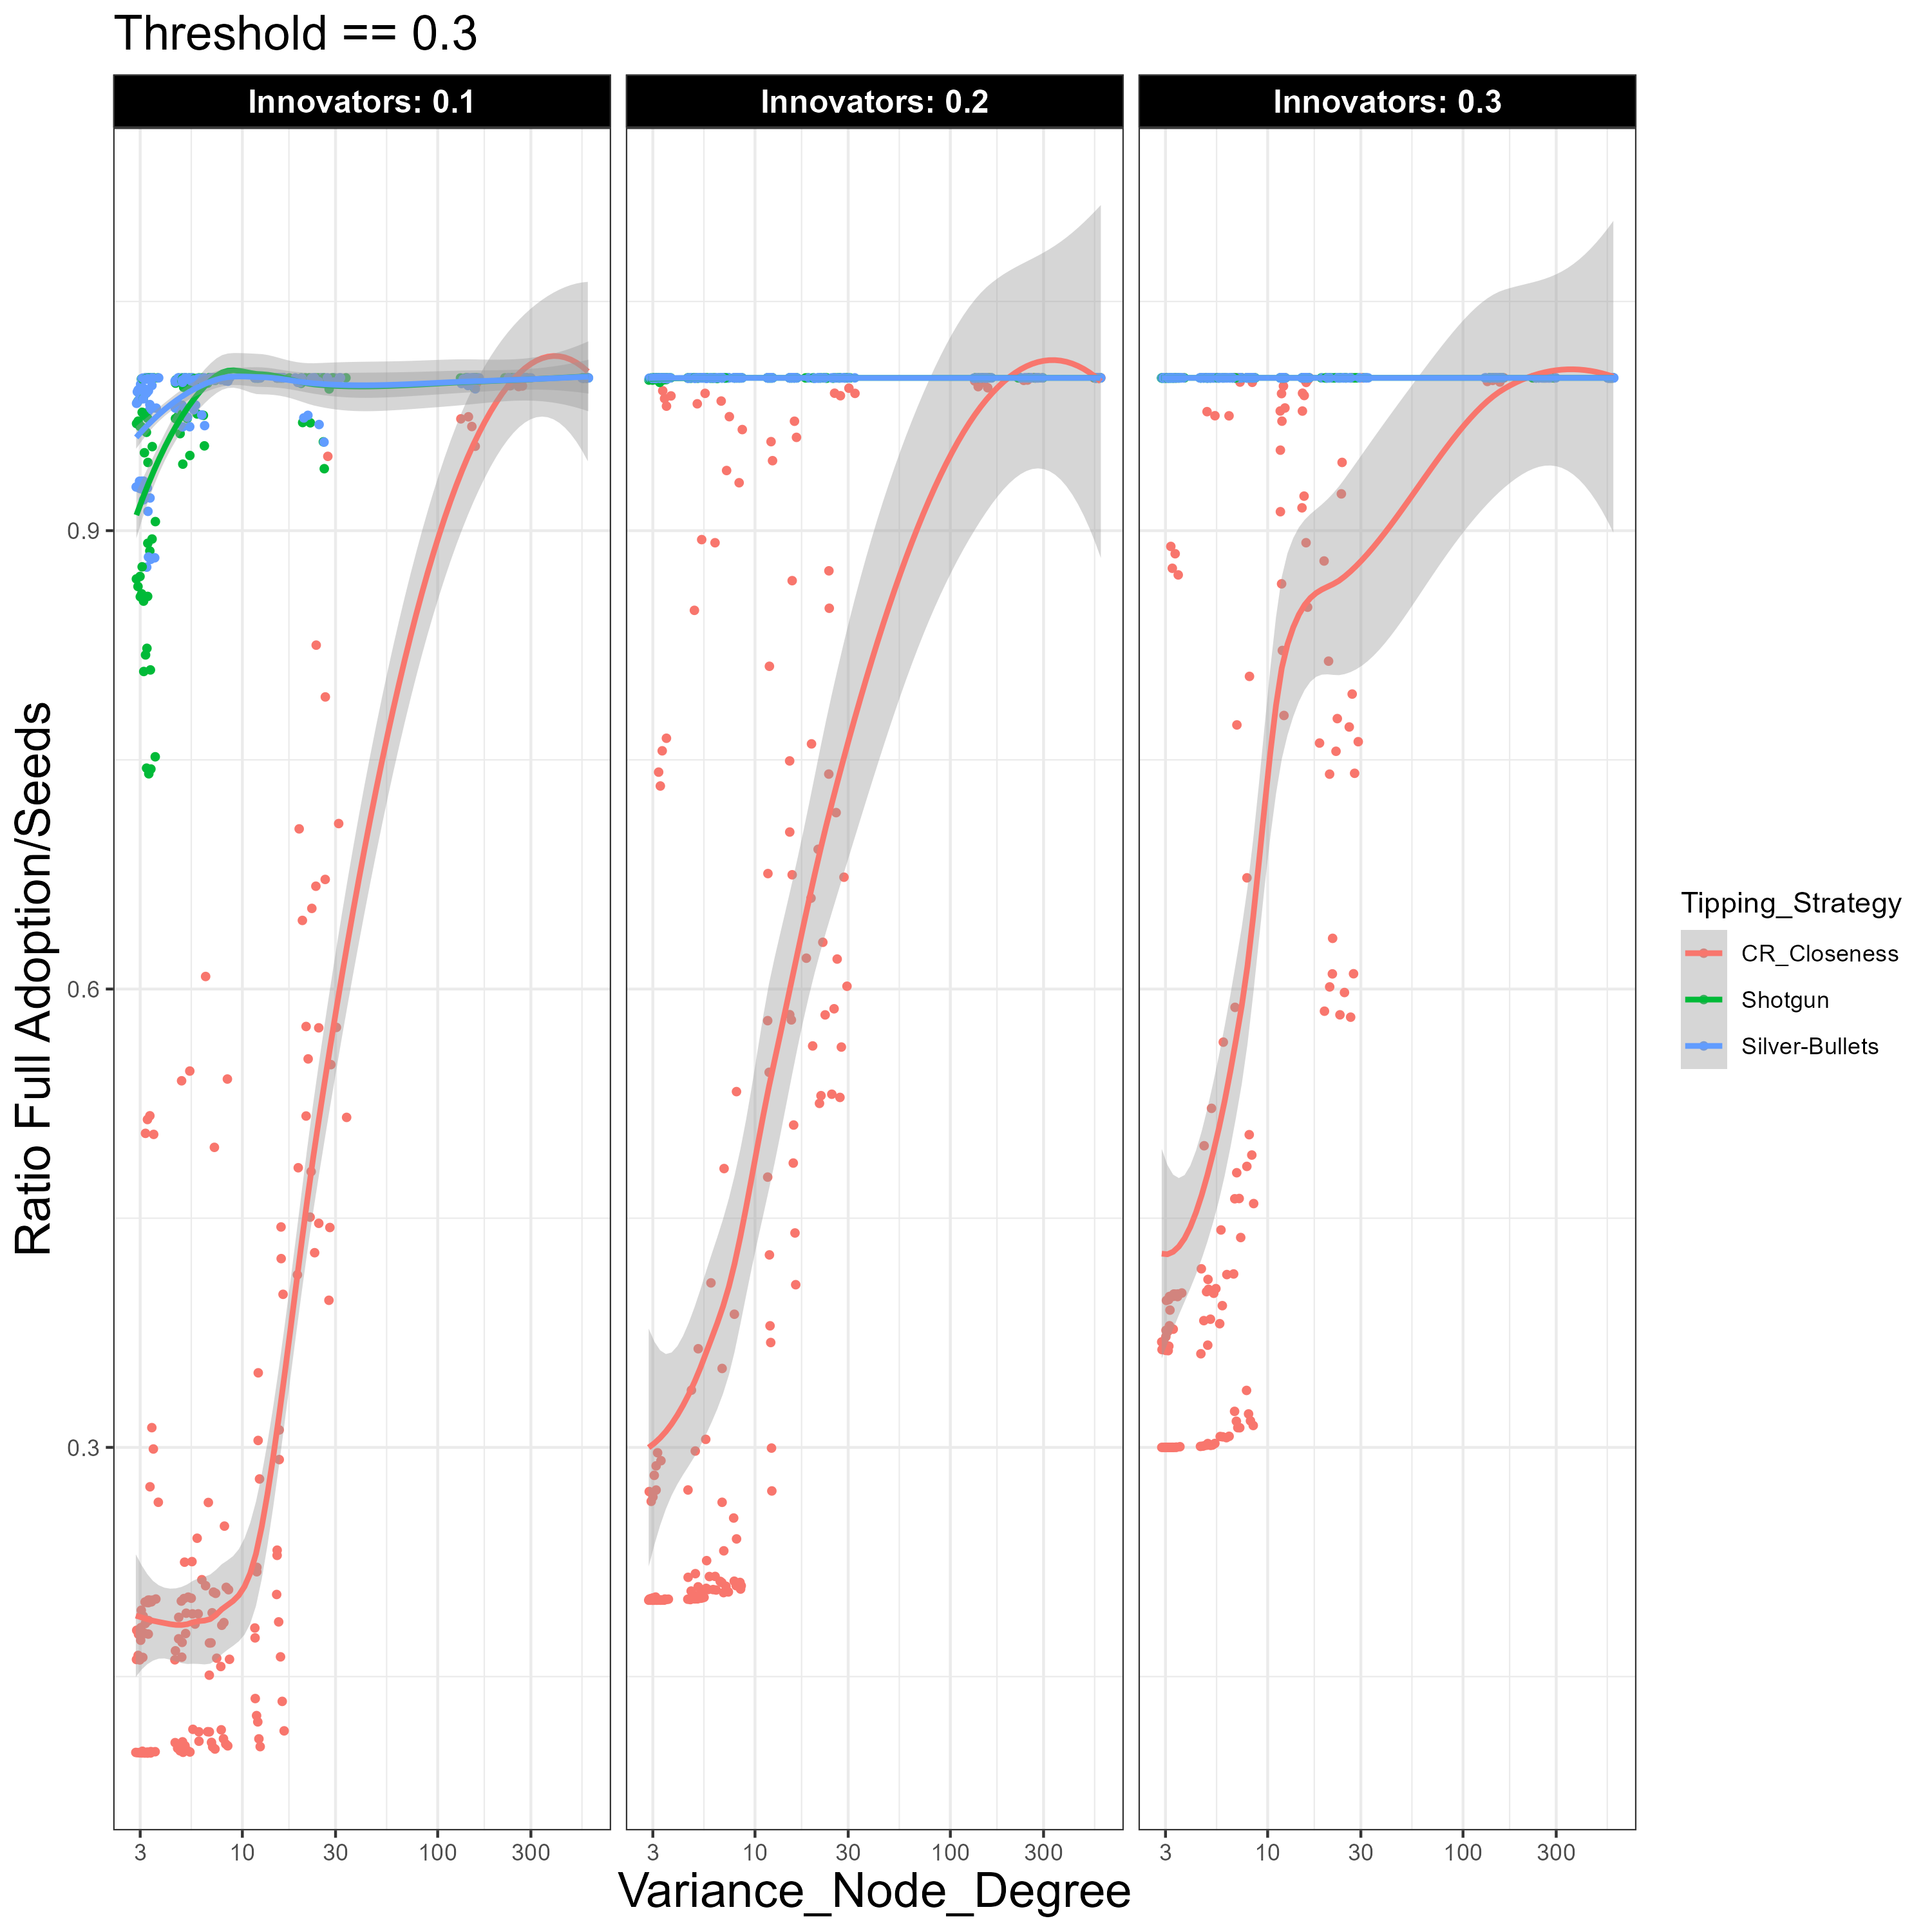 Threshold == 0.3
Innovators: 0.1
Innovators: 0.2
Innovators: 0.3
Ratio Full Adoption/Seeds
0.9
0.6
0.3
3 10 30 100 300
3 10 30 100 300
3 10 30 100 300
Variance_Node_Degree
Tipping_Strategy
CR_Closeness
Shotgun
Silver-Bullets